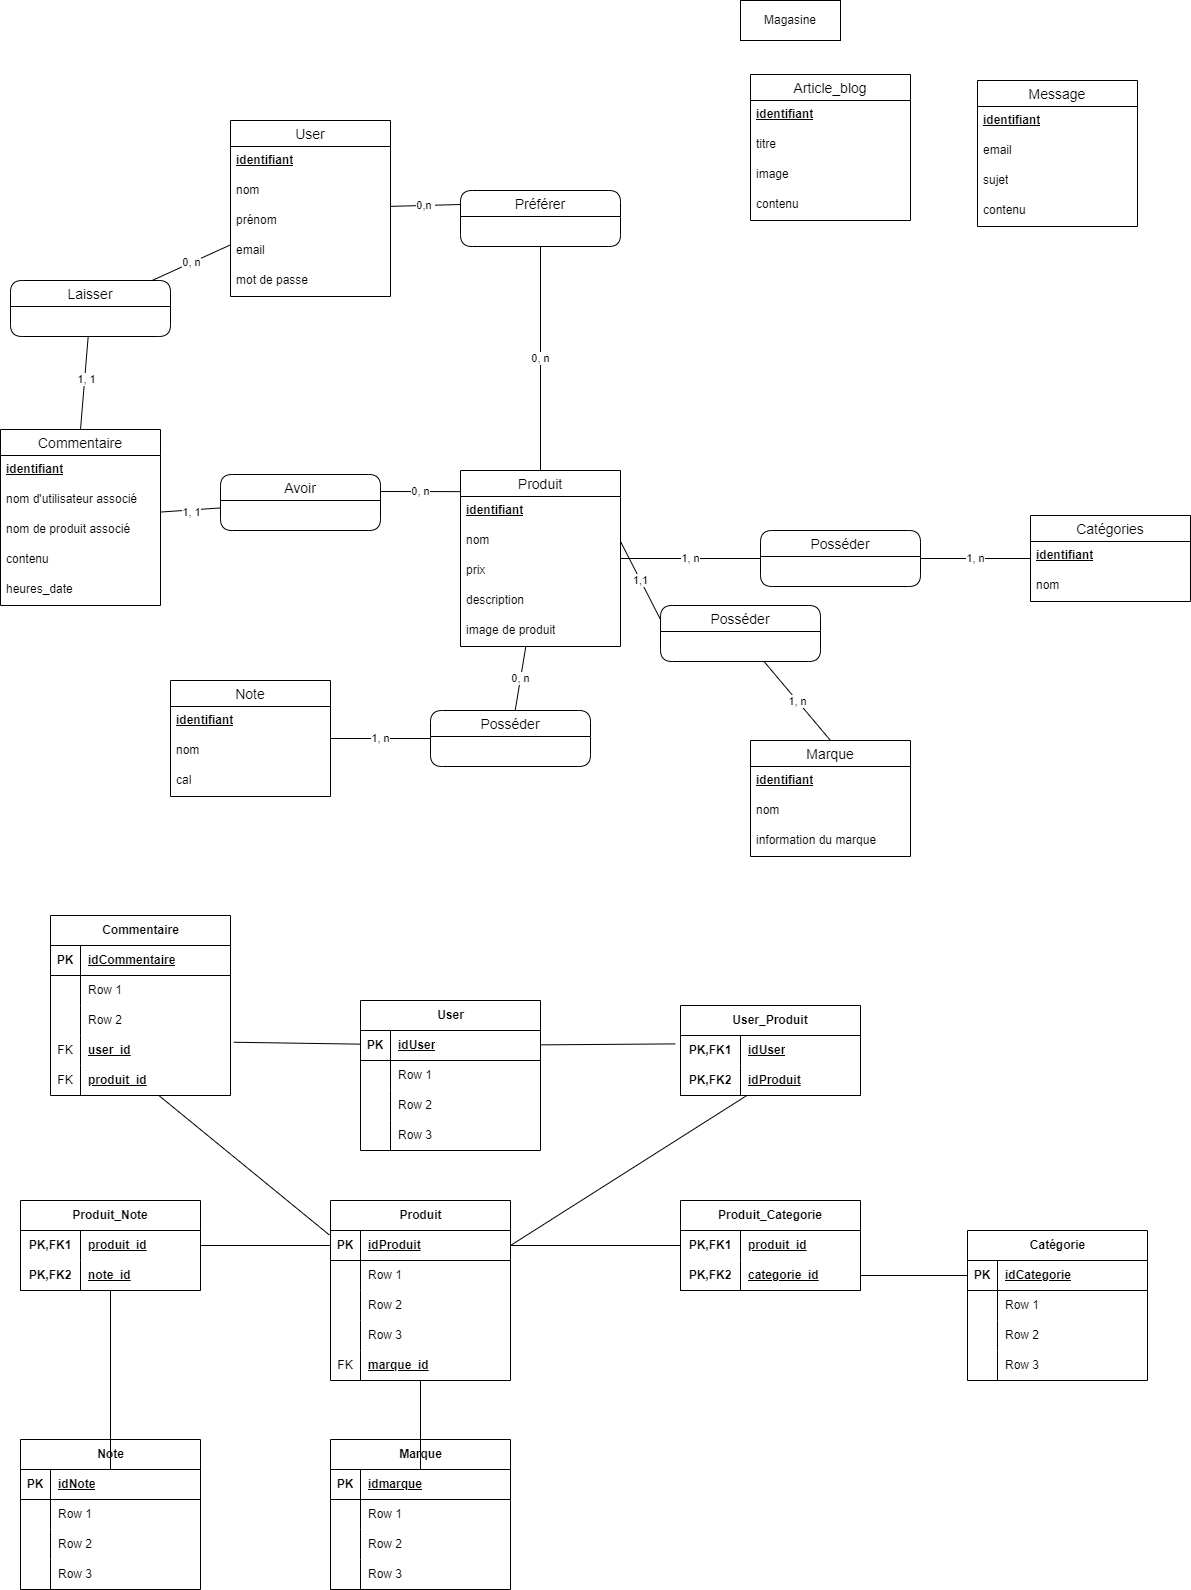 Magasine
Article_blog
identifiant
titre
image
contenu
Message
identifiant
email
sujet
contenu
User
identifiant
nom
prénom
email
mot de passe
0,n
Préférer
0, n
Laisser
1, 1
0, n
Commentaire
identifiant
nom d'utilisateur associé
nom de produit associé
contenu
heures_date
1, 1
Avoir
0, n
Produit
identifiant
nom
prix
description
image de produit
1, n
Posséder
1, n
Catégories
identifiant
nom
1,1
Posséder
1, n
Marque
identifiant
nom
information du marque
0, n
Posséder
1, n
Note
identifiant
nom
cal
Commentaire
PK idCommentaire
Row 1
Row 2
FK user_id
FK produit_id
User
PK idUser
Row 1
Row 2
Row 3
User_Produit
PK,FK1 idUser
PK,FK2 idProduit
Produit_Note
PK,FK1 produit_id
PK,FK2 note_id
Produit
PK idProduit
Row 1
Row 2
Row 3
FK marque_id
Produit_Categorie
PK,FK1 produit_id
PK,FK2 categorie_id
Catégorie
PK idCategorie
Row 1
Row 2
Row 3
Note
PK idNote
Row 1
Row 2
Row 3
Marque
PK idmarque
Row 1
Row 2
Row 3